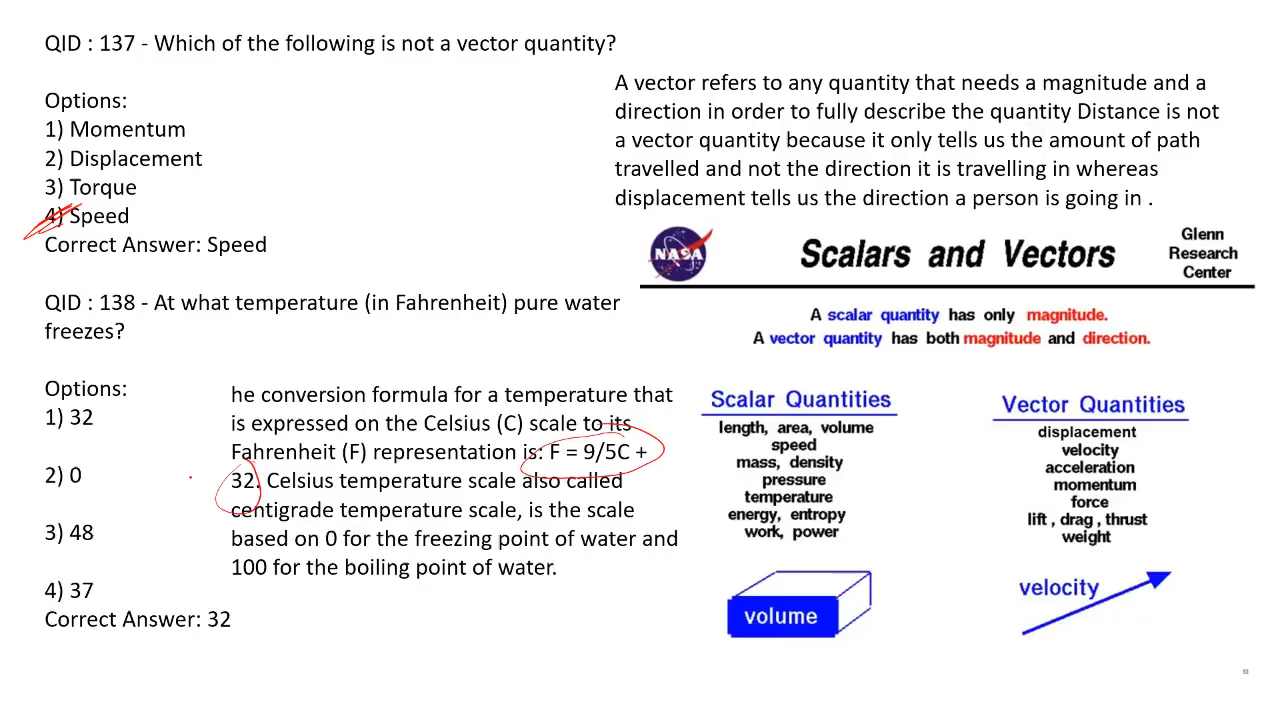 QID : 137 - Which of the following is not a vector quantity?
Options:
1) Momentum
2) Displacement
3) Torque
4) Speed
Correct Answer: Speed
QID : 138 - At what temperature (in Fahrenheit) pure water
freezes?
Options:
1) 32
2) 0
3) 48
4) 37
Correct Answer: 32
he conversion formula for a temperature that
is expressed on the Celsius (C) scale to its
Fahrenheit (F) representation is: F = 9/5C +
32. Celsius temperature scale also called
centigrade temperature scale, is the scale
based on 0 for the freezing point of water and
100 for the boiling point of water.
A vector refers to any quantity that needs a magnitude and a
direction in order to fully describe the quantity Distance is not
a vector quantity because it only tells us the amount of path
travelled and not the direction it is travelling in whereas
displacement tells us the direction a person is going in .
NASA
Scalars and Vectors
Glenn
Research
Center
A scalar quantity has only magnitude.
A vector quantity has both magnitude and direction.
Scalar Quantities
length, area, volume
speed
mass, density
pressure
temperature
energy, entropy
work, power
volume
Vector Quantities
displacement
velocity
acceleration
momentum
force
lift , drag , thrust
weight
velocity